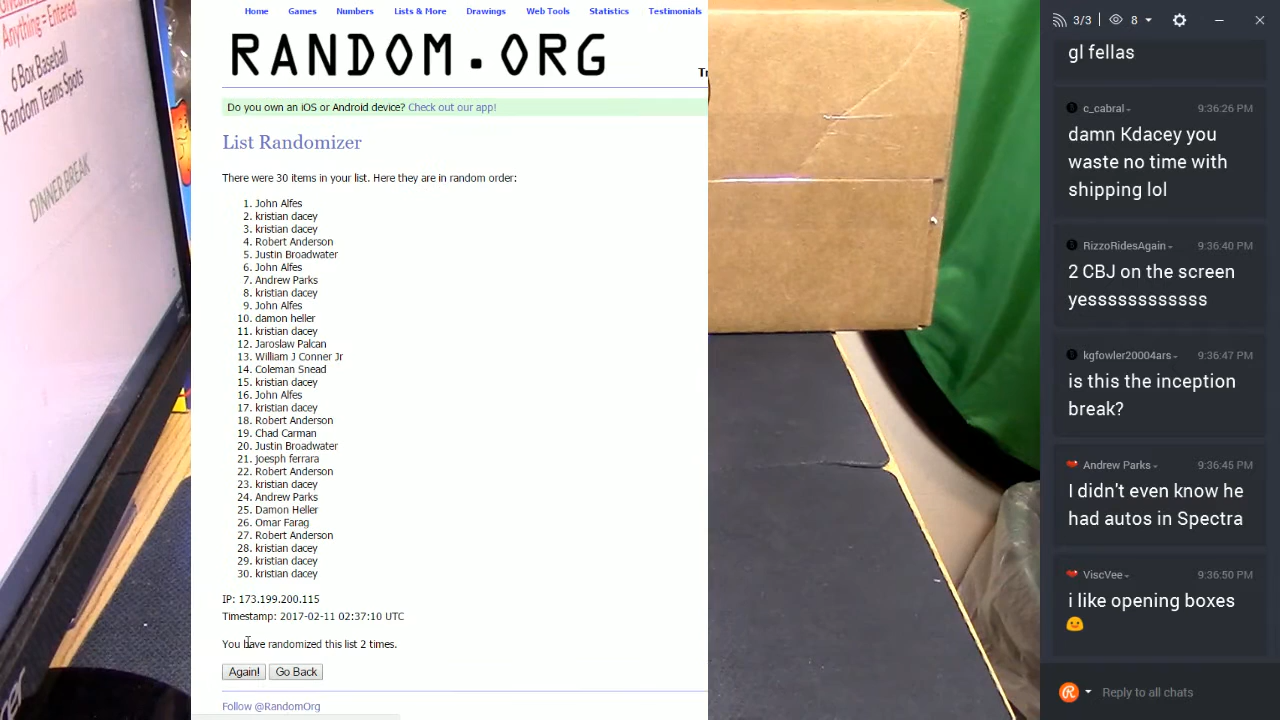 Anything - Entered
6 Box Baseball
Random Teams Spots
DINNER BREAK
Home Games Numbers Lists & More Drawings Web Tools Statistics Testimonials
RANDOM.ORG
Do you own an iOS or Android device? Check out our app!
List Randomizer
There were 30 items in your list. Here they are in random order:
1. John Alfes
2. kristian dacey
3. kristian dacey
4. Robert Anderson
5. Justin Broadwater
6. John Alfes
7. Andrew Parks
8. kristian dacey
9. John Alfes
10. damon heller
11. kristian dacey
12. Jaroslaw Palcan
13. William J Conner Jr
14. Coleman Snead
15. kristian dacey
16. John Alfes
17. kristian dacey
18. Robert Anderson
19. Chad Carman
20. Justin Broadwater
21. joesph ferrara
22. Robert Anderson
23. kristian dacey
24. Andrew Parks
25. Damon Heller
26. Omar Farag
27. Robert Anderson
28. kristian dacey
29. kristian dacey
30. kristian dacey
IP: 173.199.200.115
Timestamp: 2017-02-11 02:37:10 UTC
You have randomized this list 2 times.
Again! Go Back
Follow @RandomOrg
3/3 8
gl fellas
c_cabral 9:36:26 PM
damn Kdacey you
waste no time with
shipping lol
RizzoRidesAgain 9:36:40 PM
2 CBJ on the screen
yessssssssssss
kgfowler20004ars 9:36:47 PM
is this the inception
break?
Andrew Parks 9:36:45 PM
I didn't even know he
had autos in Spectra
ViscVee 9:36:50 PM
i like opening boxes
Reply to all chats